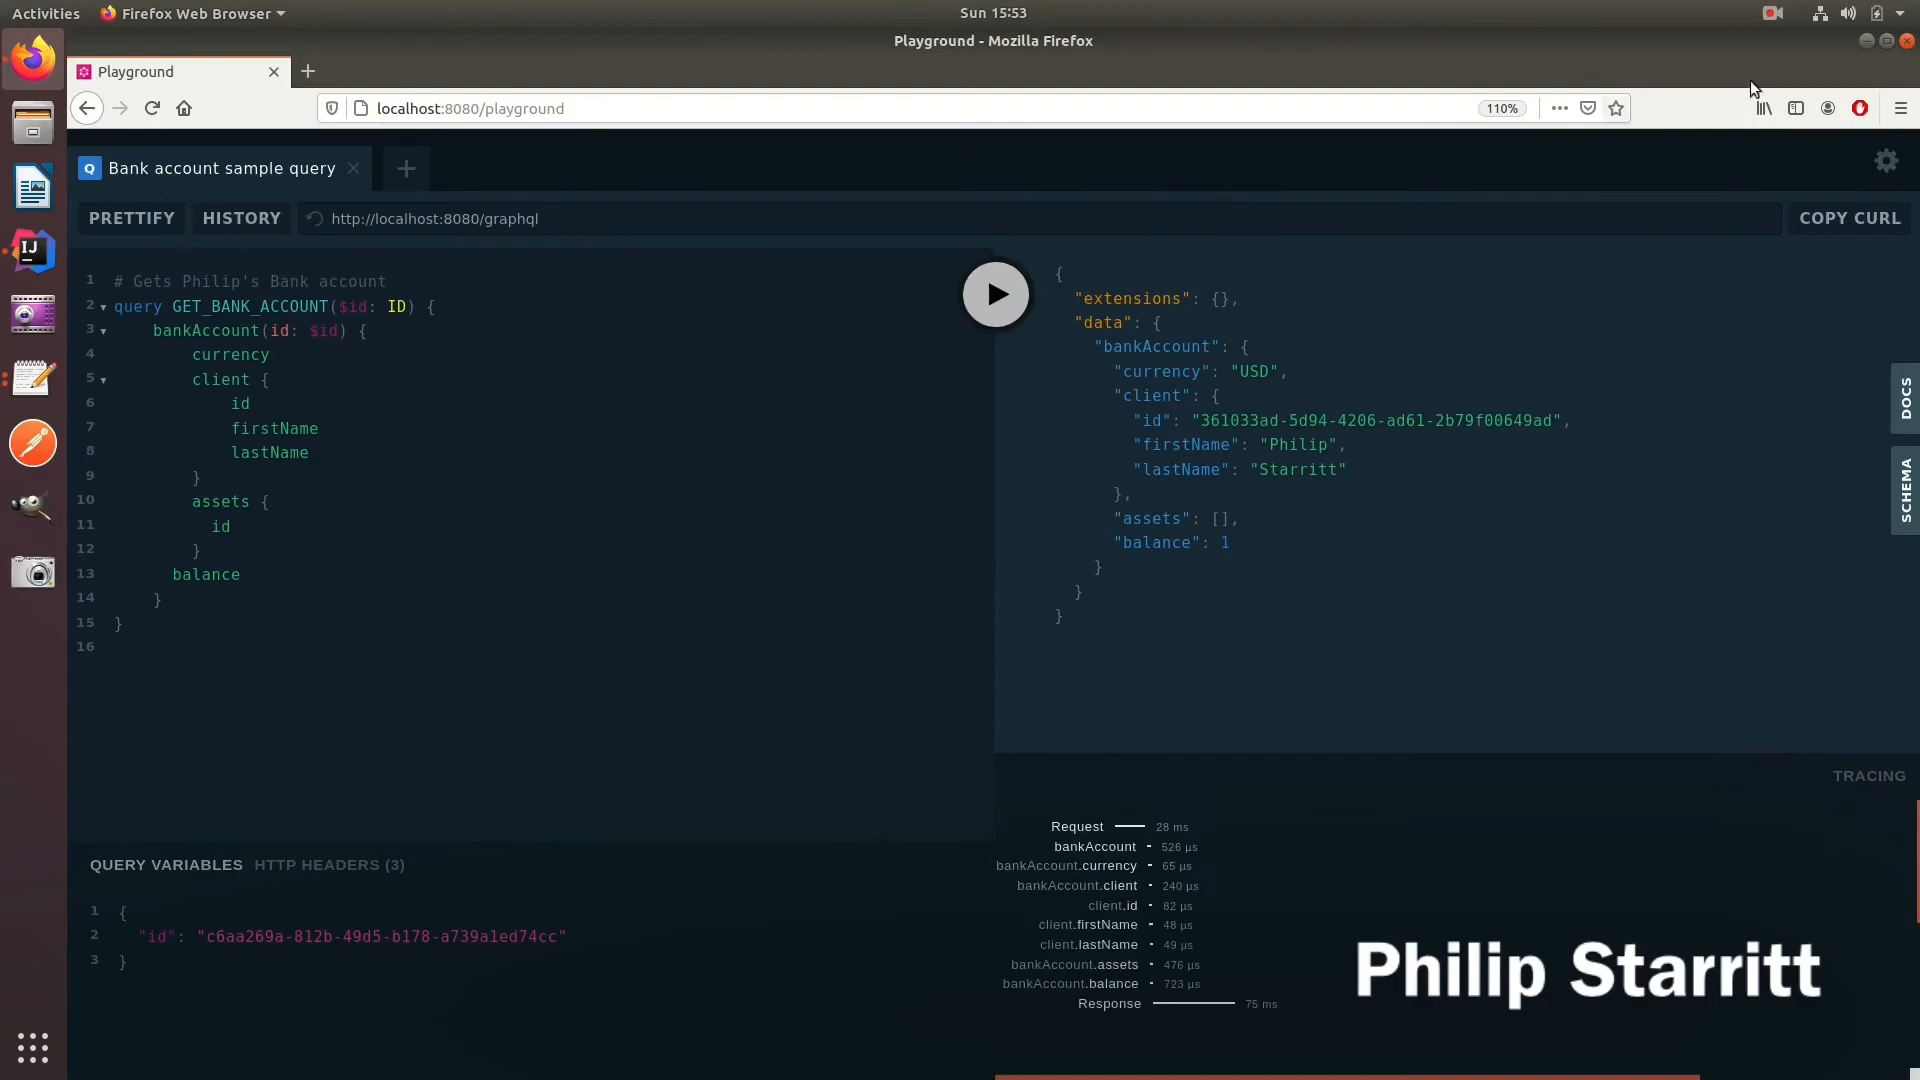 Activities Firefox Web Browser Sun 15:53
Playground - Mozilla Firefox
Playground
localhost:8080/playground 110%
Q Bank account sample query
PRETTIFY HISTORY http://localhost:8080/graphql COPY CURL
1 # Gets Philip's Bank account
2 query GET_BANK_ACCOUNT($id: ID) {
3 bankAccount(id: $id) {
4 currency
5 client {
6 id
7 firstName
8 lastName
9 }
10 assets {
11 id
12 }
13 balance
14 }
15 }
16
{
"extensions": {},
"data": {
"bankAccount": {
"currency": "USD",
"client": {
"id": "361033ad-5d94-4206-ad61-2b79f00649ad",
"firstName": "Philip",
"lastName": "Starritt"
},
"assets": [],
"balance": 1
}
}
}
DOCS
SCHEMA
QUERY VARIABLES HTTP HEADERS (3)
1 {
2 "id": "c6aa269a-812b-49d5-b178-a739a1ed74cc"
3 }
TRACING
Request 28 ms
bankAccount 526 µs
bankAccount.currency 65 µs
bankAccount.client 240 µs
client.id 82 µs
client.firstName 48 µs
client.lastName 49 µs
bankAccount.assets 476 µs
bankAccount.balance 723 µs
Response 75 ms
Philip Starritt
IJ